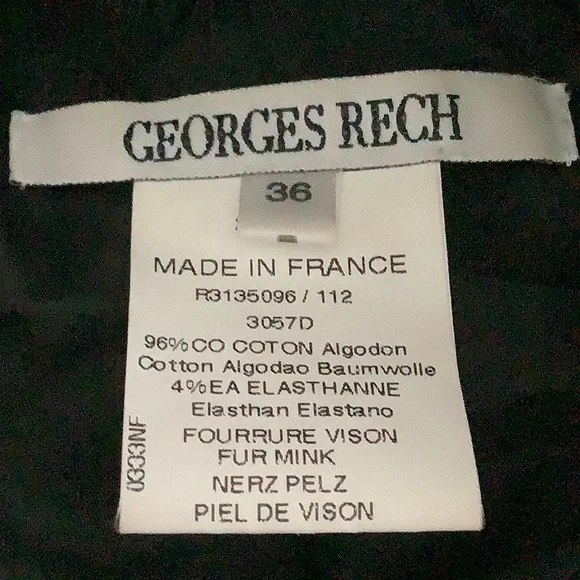 GEORGES RECH
36
MADE IN FRANCE
R3135096 / 112
3057D
96%CO COTON Algodon
Cotton Algodao Baumwolle
4%EA ELASTHANNE
Elasthan Elastano
FOURRURE VISON
FUR MINK
NERZ PELZ
PIEL DE VISON
0333NF